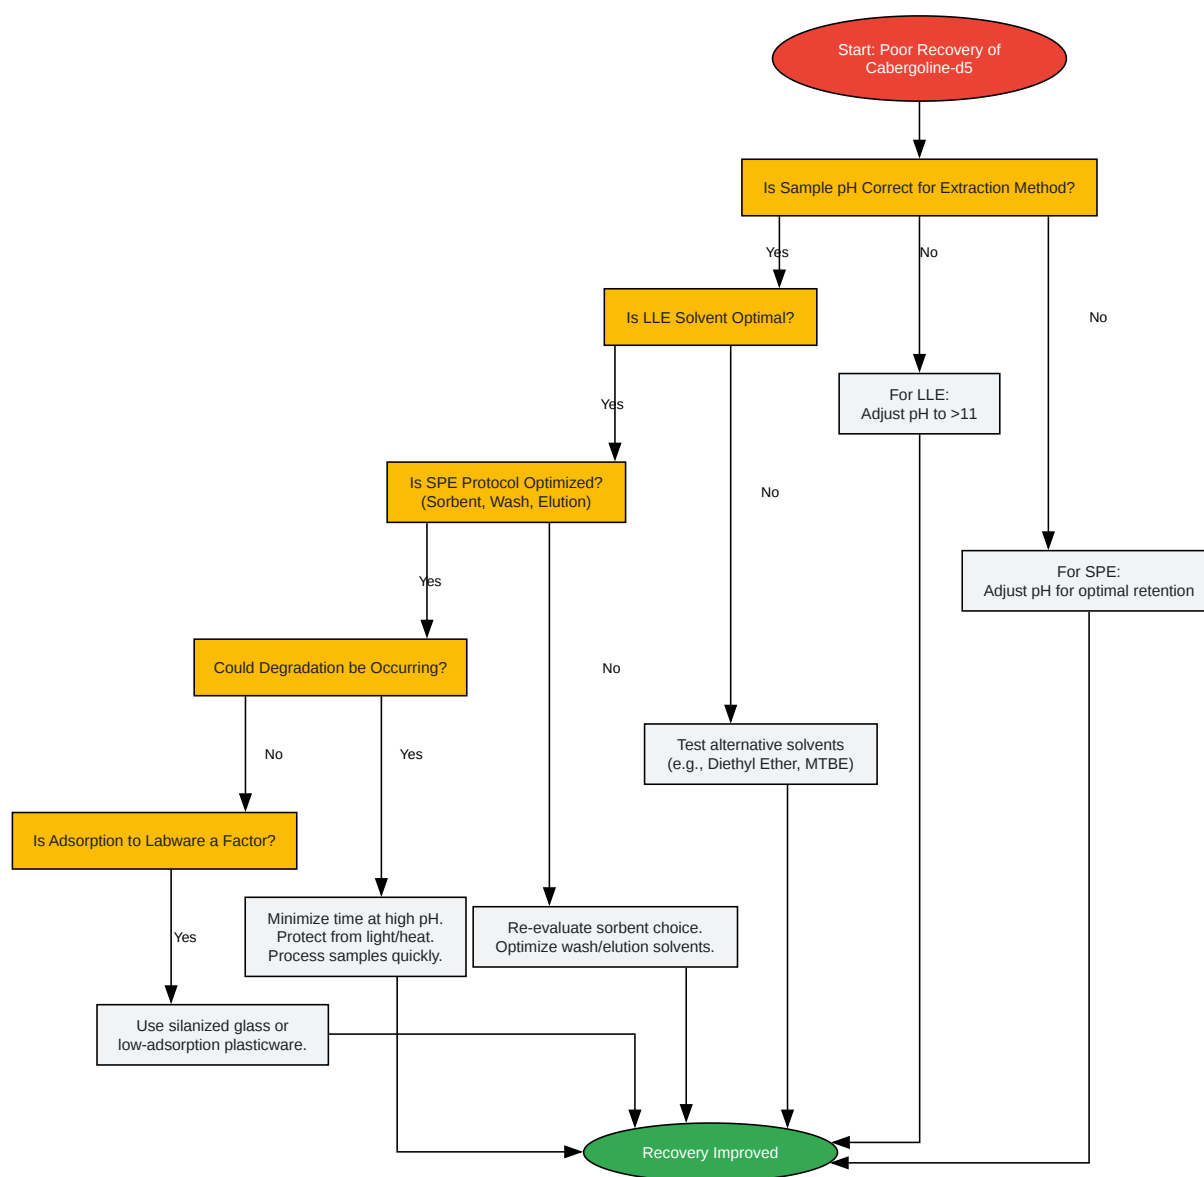 Start: Poor Recovery of
Cabergoline-d5
Is Sample pH Correct for Extraction Method?
Yes
No
No
Is LLE Solvent Optimal?
For LLE:
Adjust pH to >11
Yes
No
Is SPE Protocol Optimized?
(Sorbent, Wash, Elution)
For SPE:
Adjust pH for optimal retention
Yes
No
Could Degradation be Occurring?
Test alternative solvents
(e.g., Diethyl Ether, MTBE)
No
Yes
Is Adsorption to Labware a Factor?
Minimize time at high pH.
Protect from light/heat.
Process samples quickly.
Re-evaluate sorbent choice.
Optimize wash/elution solvents.
Yes
Use silanized glass or
low-adsorption plasticware.
Recovery Improved